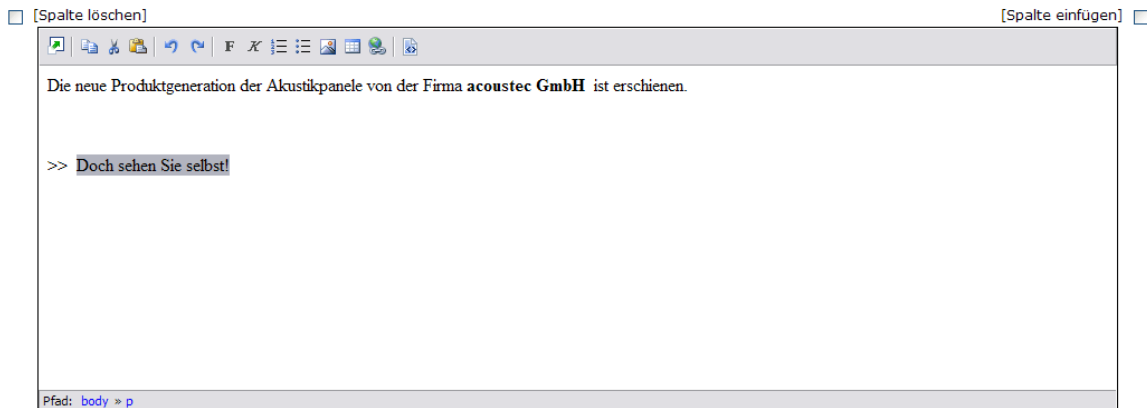 [Spalte löschen] [Spalte einfügen]
F K
Die neue Produktgeneration der Akustikpanele von der Firma acoustec GmbH ist erschienen.
>> Doch sehen Sie selbst!
Pfad: body » p